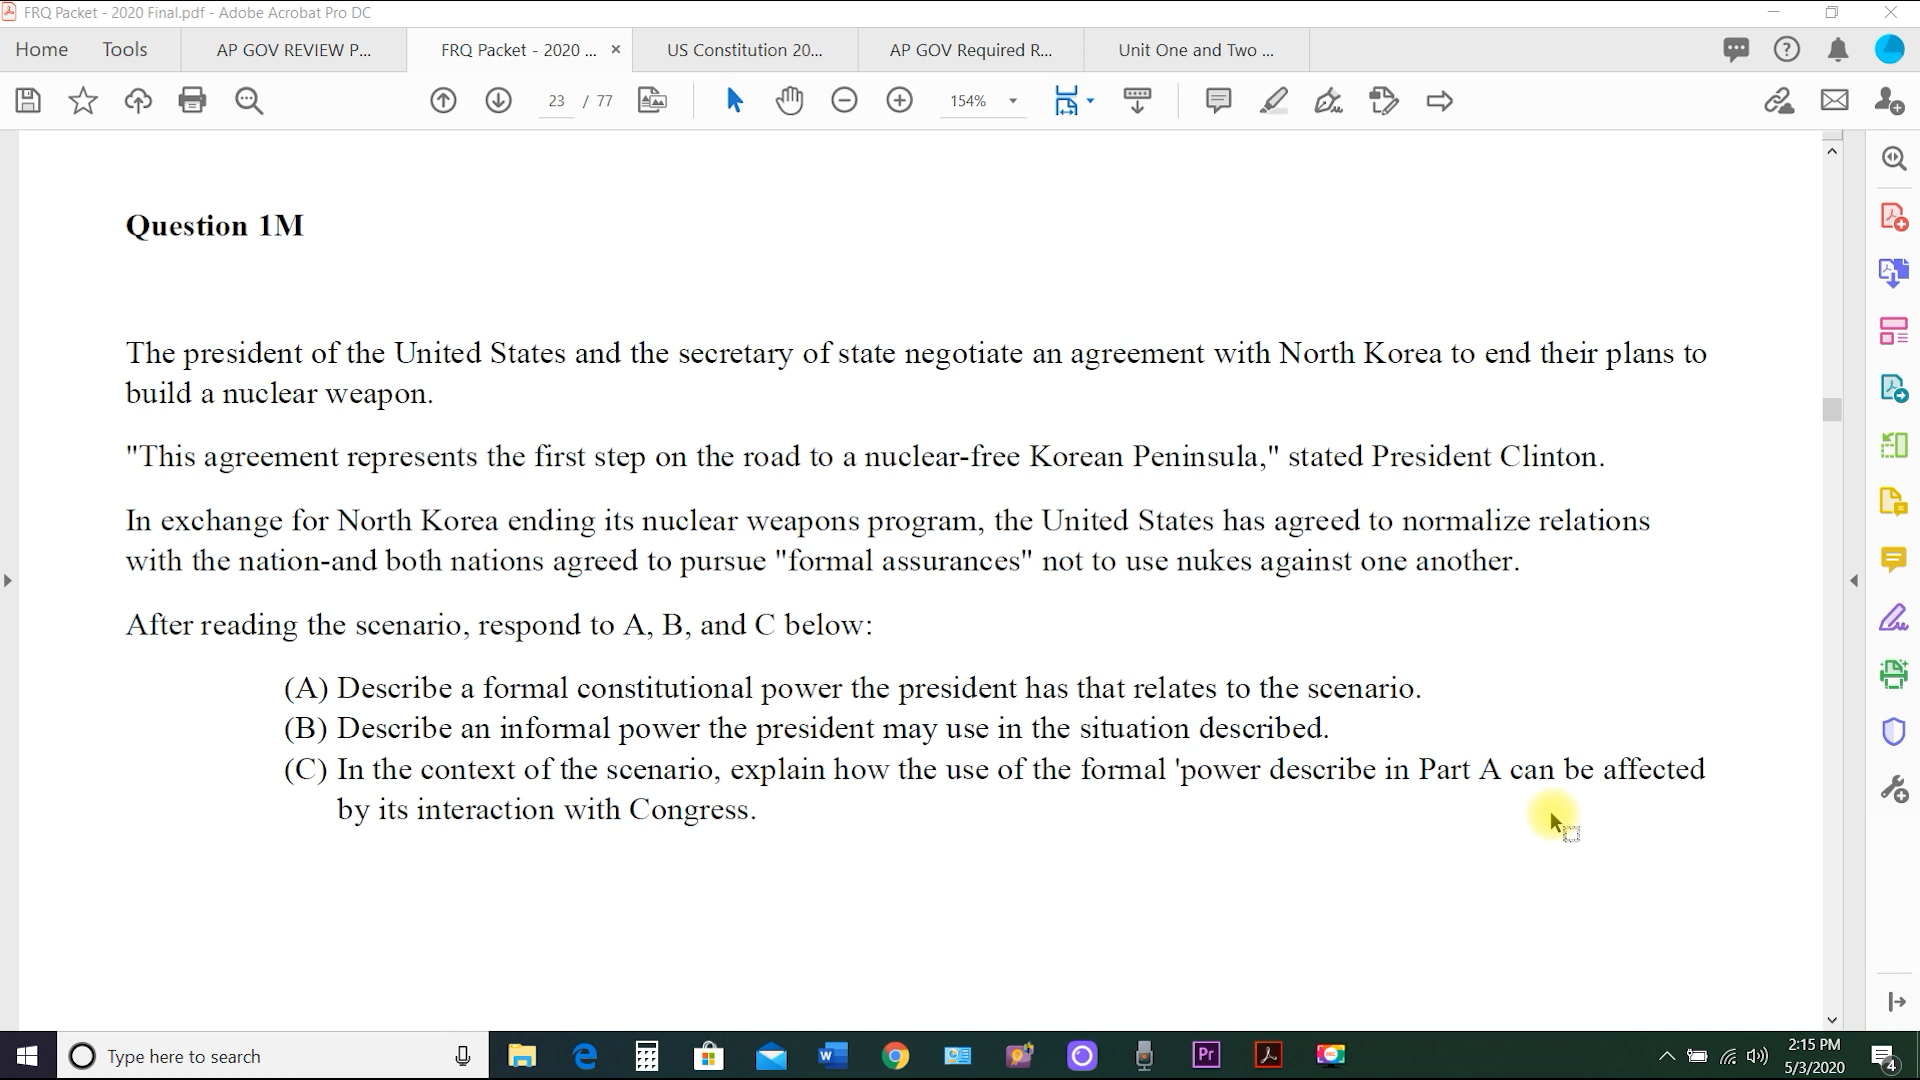 FRQ Packet - 2020 Final.pdf - Adobe Acrobat Pro DC
Home Tools AP GOV REVIEW P... FRQ Packet - 2020 ... × US Constitution 20... AP GOV Required R... Unit One and Two ...
23 / 77 154%
Question 1M
The president of the United States and the secretary of state negotiate an agreement with North Korea to end their plans to
build a nuclear weapon.
"This agreement represents the first step on the road to a nuclear-free Korean Peninsula," stated President Clinton.
In exchange for North Korea ending its nuclear weapons program, the United States has agreed to normalize relations
with the nation-and both nations agreed to pursue "formal assurances" not to use nukes against one another.
After reading the scenario, respond to A, B, and C below:
(A) Describe a formal constitutional power the president has that relates to the scenario.
(B) Describe an informal power the president may use in the situation described.
(C) In the context of the scenario, explain how the use of the formal 'power describe in Part A can be affected
by its interaction with Congress.
Type here to search
Pr
2:15 PM
5/3/2020
4